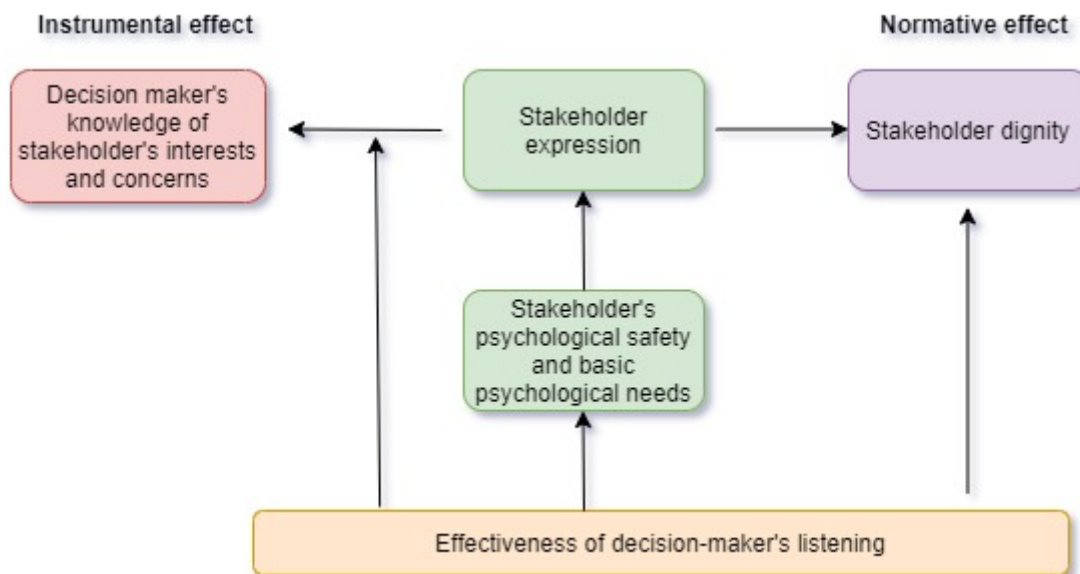 Instrumental effect
Normative effect
Decision maker's
knowledge of
stakeholder's interests
and concerns
Stakeholder
expression
Stakeholder dignity
Stakeholder's
psychological safety
and basic
psychological needs
Effectiveness of decision-maker's listening